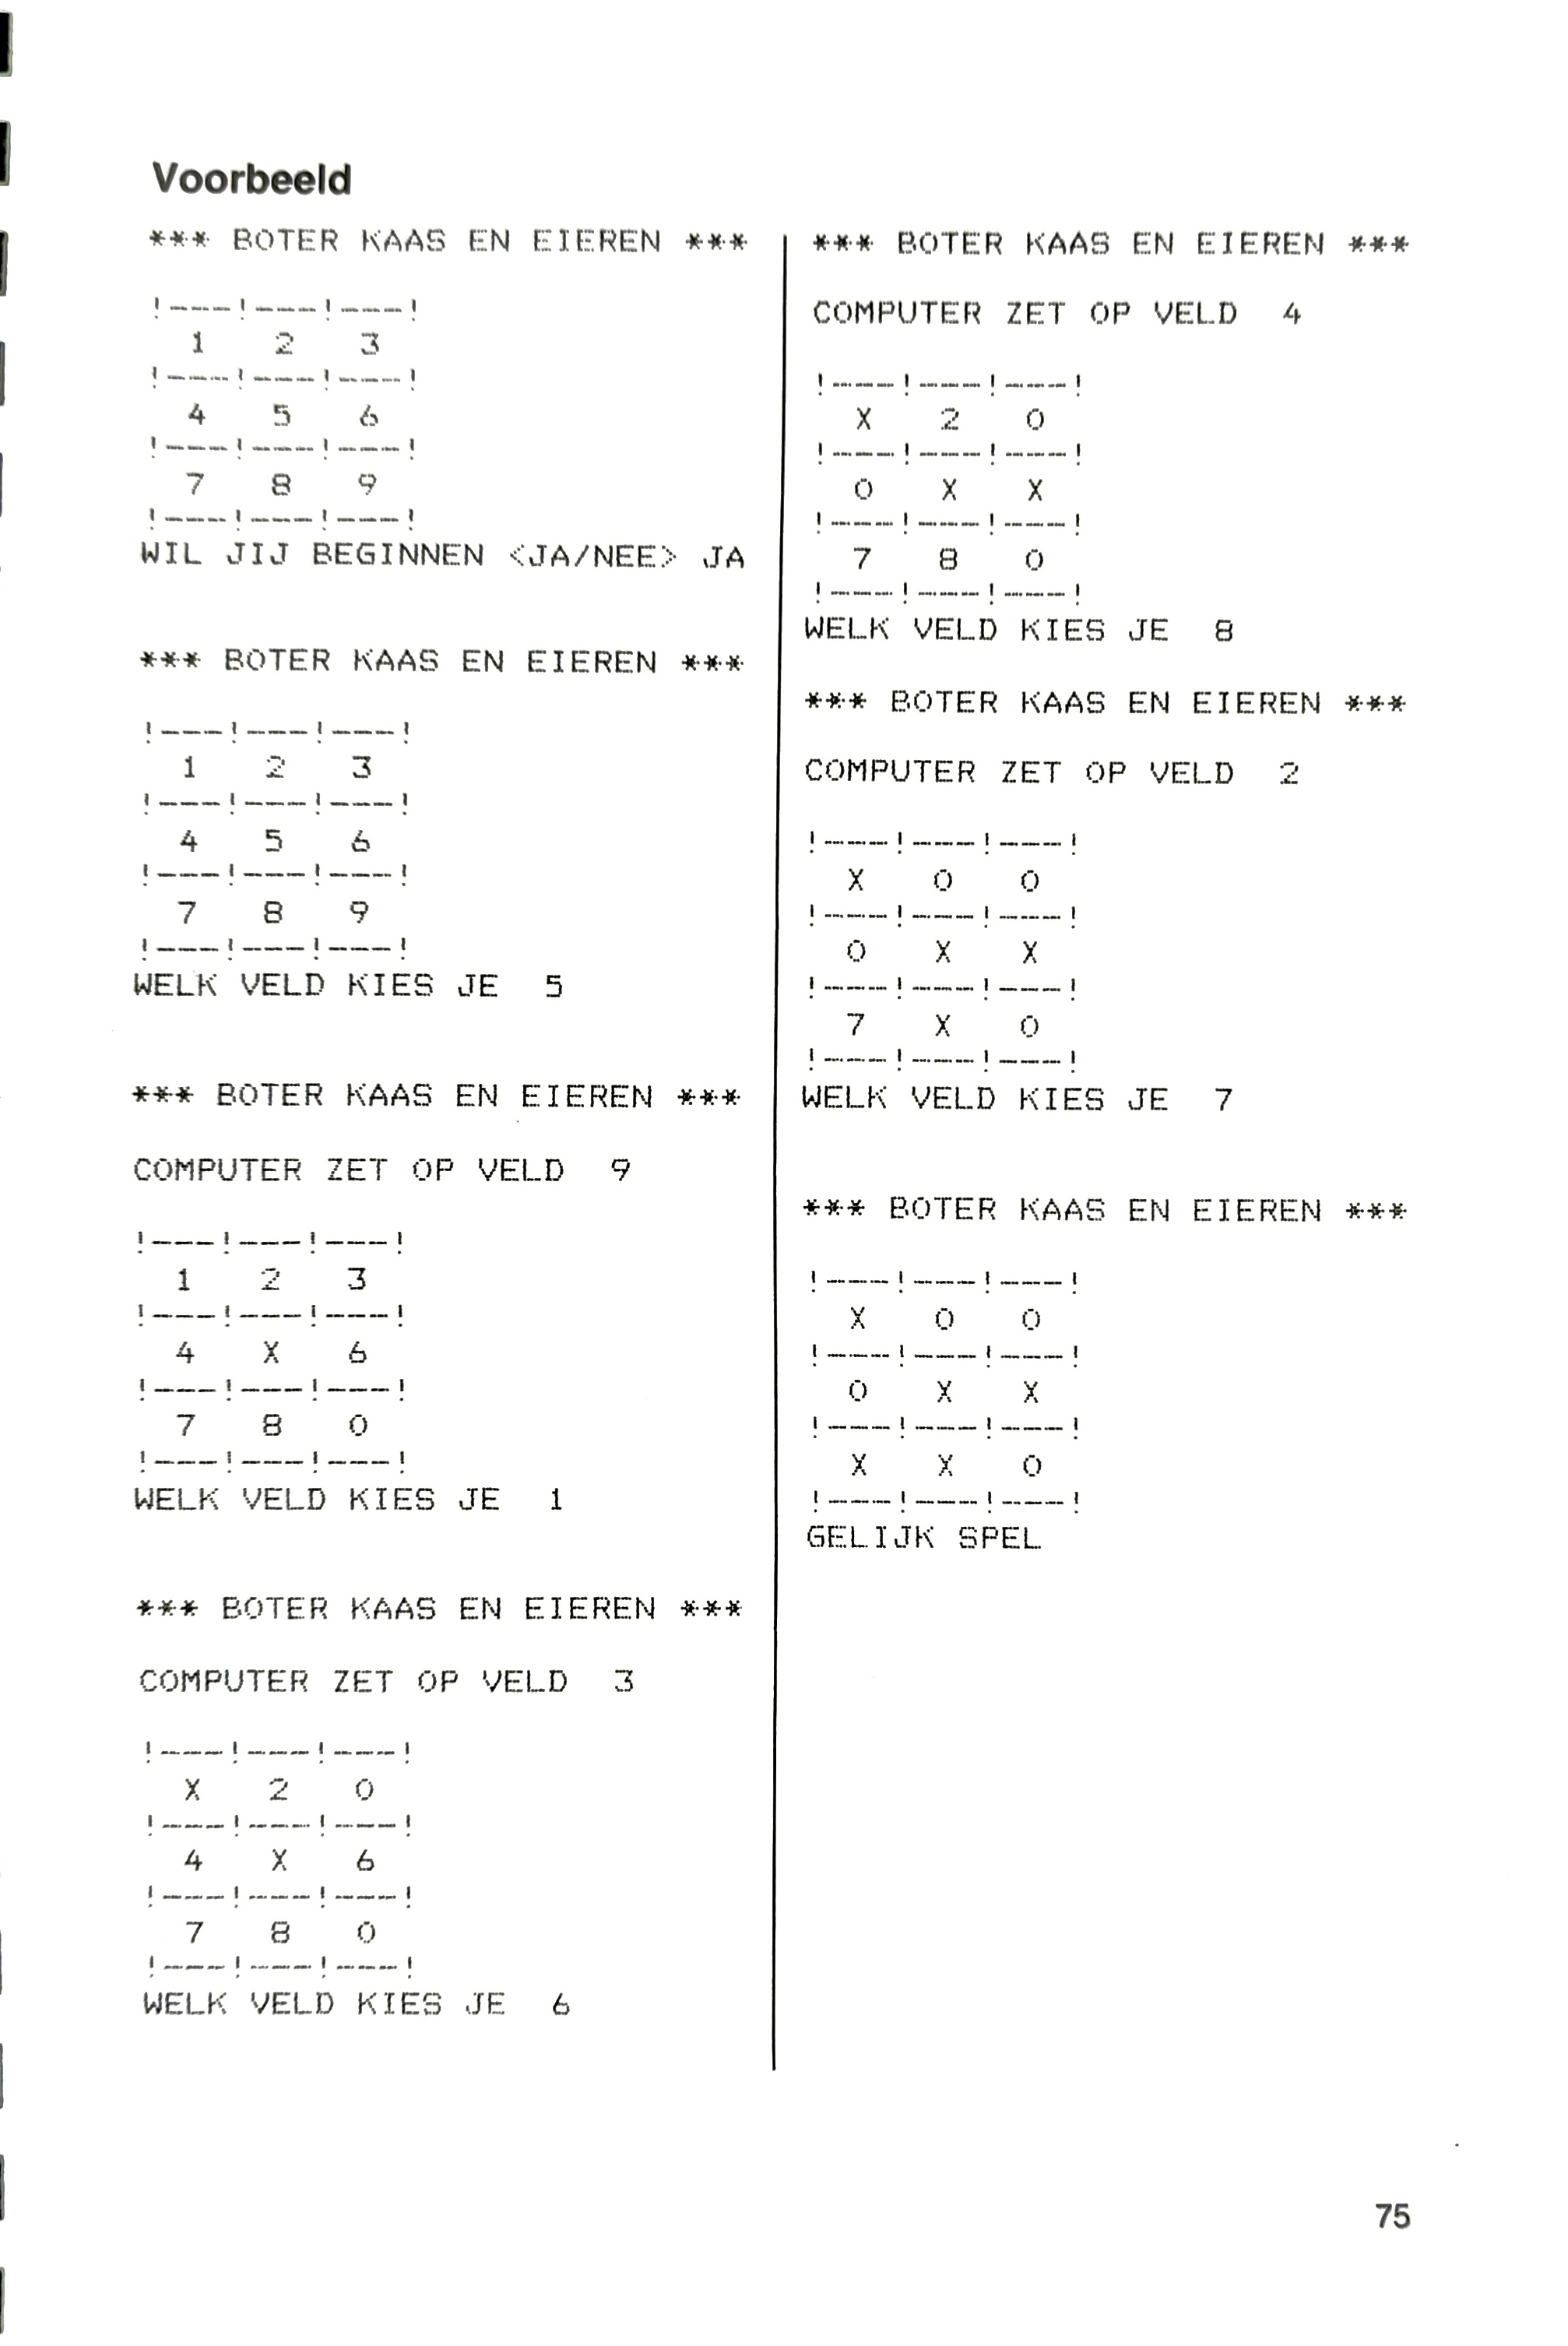 Voorbeeld
*** BOTER KAAS EN EIEREN ***
!---!---!---!
1 2 3
!---!---!---!
4 5 6
!---!---!---!
7 8 9
!---!---!---!
WIL JIJ BEGINNEN <JA/NEE> JA
*** BOTER KAAS EN EIEREN ***
!---!---!---!
1 2 3
!---!---!---!
4 5 6
!---!---!---!
7 8 9
!---!---!---!
WELK VELD KIES JE 5
*** BOTER KAAS EN EIEREN ***
COMPUTER ZET OP VELD 9
!---!---!---!
1 2 3
!---!---!---!
4 X 6
!---!---!---!
7 8 O
!---!---!---!
WELK VELD KIES JE 1
*** BOTER KAAS EN EIEREN ***
COMPUTER ZET OP VELD 3
!---!---!---!
X 2 O
!---!---!---!
4 X 6
!---!---!---!
7 8 O
!---!---!---!
WELK VELD KIES JE 6
*** BOTER KAAS EN EIEREN ***
COMPUTER ZET OP VELD 4
!---!---!---!
X 2 O
!---!---!---!
O X X
!---!---!---!
7 8 O
!---!---!---!
WELK VELD KIES JE 8
*** BOTER KAAS EN EIEREN ***
COMPUTER ZET OP VELD 2
!---!---!---!
X O O
!---!---!---!
O X X
!---!---!---!
7 X O
!---!---!---!
WELK VELD KIES JE 7
*** BOTER KAAS EN EIEREN ***
!---!---!---!
X O O
!---!---!---!
O X X
!---!---!---!
X X O
!---!---!---!
GELIJK SPEL
75